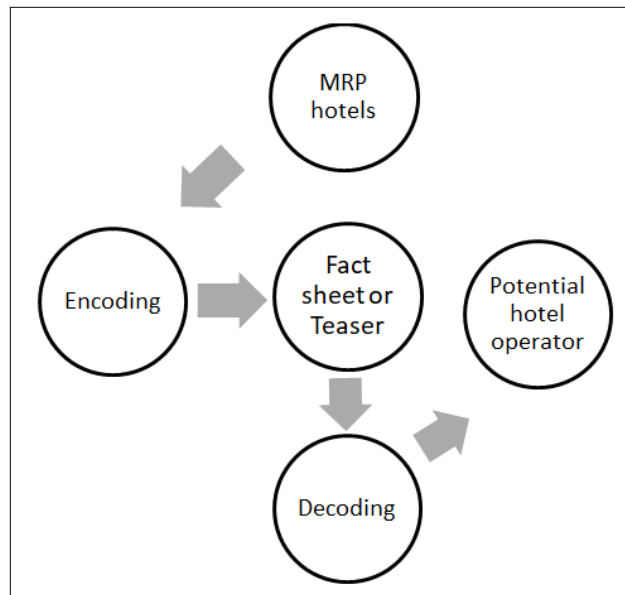 MRP
hotels
Encoding
Fact
sheet or
Teaser
Potential
hotel
operator
Decoding